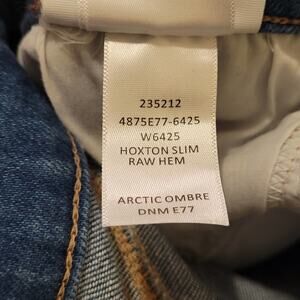 235212
4875E77-6425
W6425
HOXTON SLIM
RAW HEM
ARCTIC OMBRE
DNM E77